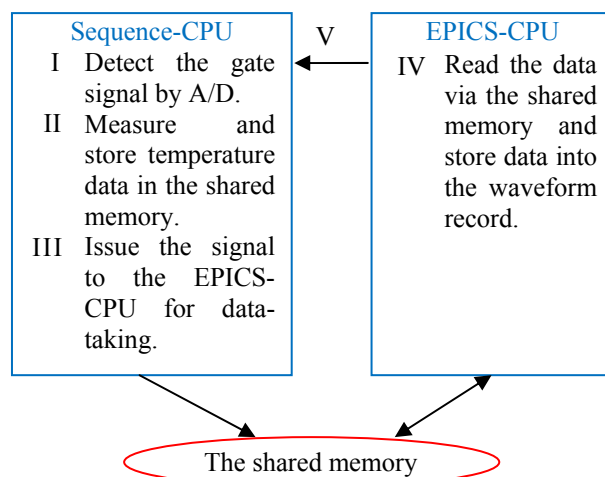 Sequence-CPU
I Detect the gate
signal by A/D.
II Measure and
store temperature
data in the shared
memory.
III Issue the signal
to the EPICS-
CPU for data-
taking.
V
EPICS-CPU
IV Read the data
via the shared
memory and
store data into
the waveform
record.
The shared memory